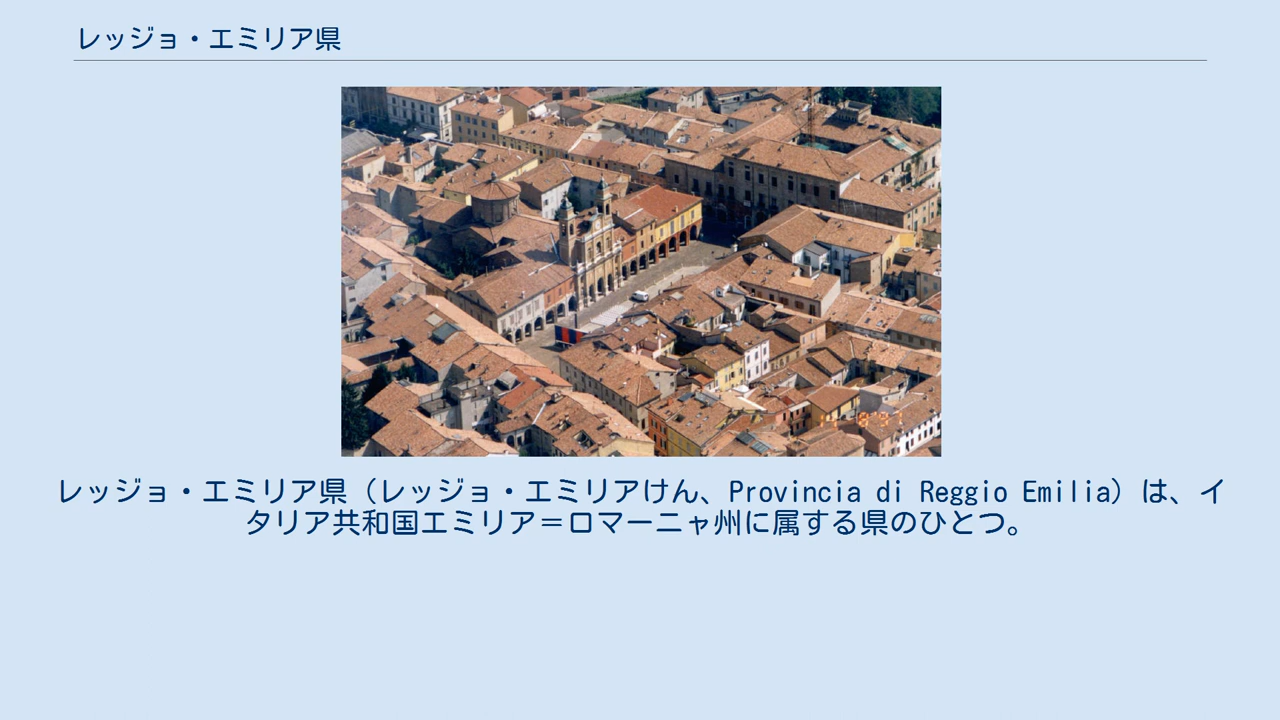 レッジョ・エミリア県
レッジョ・エミリア県（レッジョ・エミリアけん、Provincia di Reggio Emilia）は、イ
タリア共和国エミリア＝ロマーニャ州に属する県のひとつ。